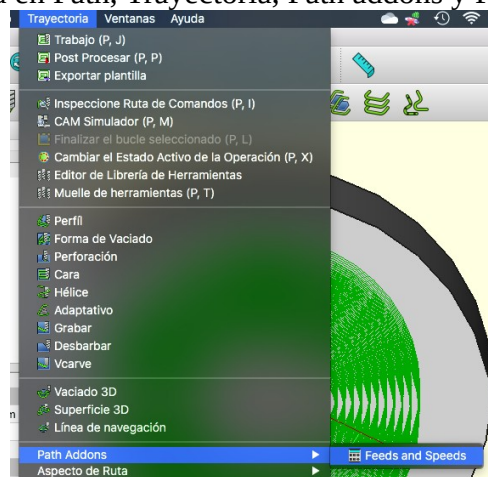 en Path, Trayectoria, Path addons y
Trayectoria Ventanas Ayuda
Trabajo (P, J)
Post Procesar (P, P)
Exportar plantilla
Inspeccione Ruta de Comandos (P, I)
CAM Simulador (P, M)
Finalizar el bucle seleccionado (P, L)
Cambiar el Estado Activo de la Operación (P, X)
Editor de Librería de Herramientas
Muelle de herramientas (P, T)
Perfíl
Forma de Vaciado
Perforación
Cara
Hélice
Adaptativo
Grabar
Desbarbar
Vcarve
Vaciado 3D
Superficie 3D
Línea de navegación
Path Addons
Feeds and Speeds
Aspecto de Ruta